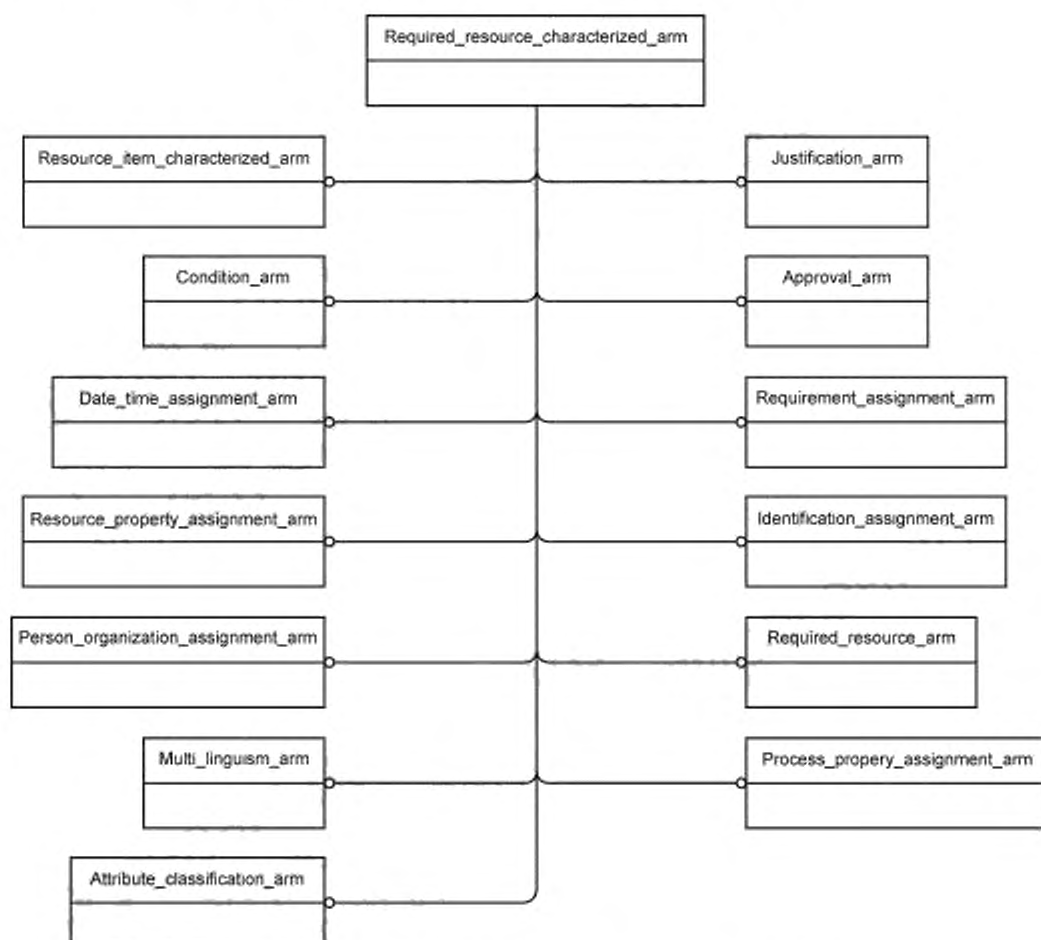 Required_resource_characterized_arm
Resource_item_characterized_arm
Justification_arm
Condition_arm
Approval_arm
Date_time_assignment_arm
Requirement_assignment_arm
Resource_property_assignment_arm
Identification_assignment_arm
Person_organization_assignment_arm
Required_resource_arm
Multi_linguism_arm
Process_propery_assignment_arm
Attribute_classification_arm